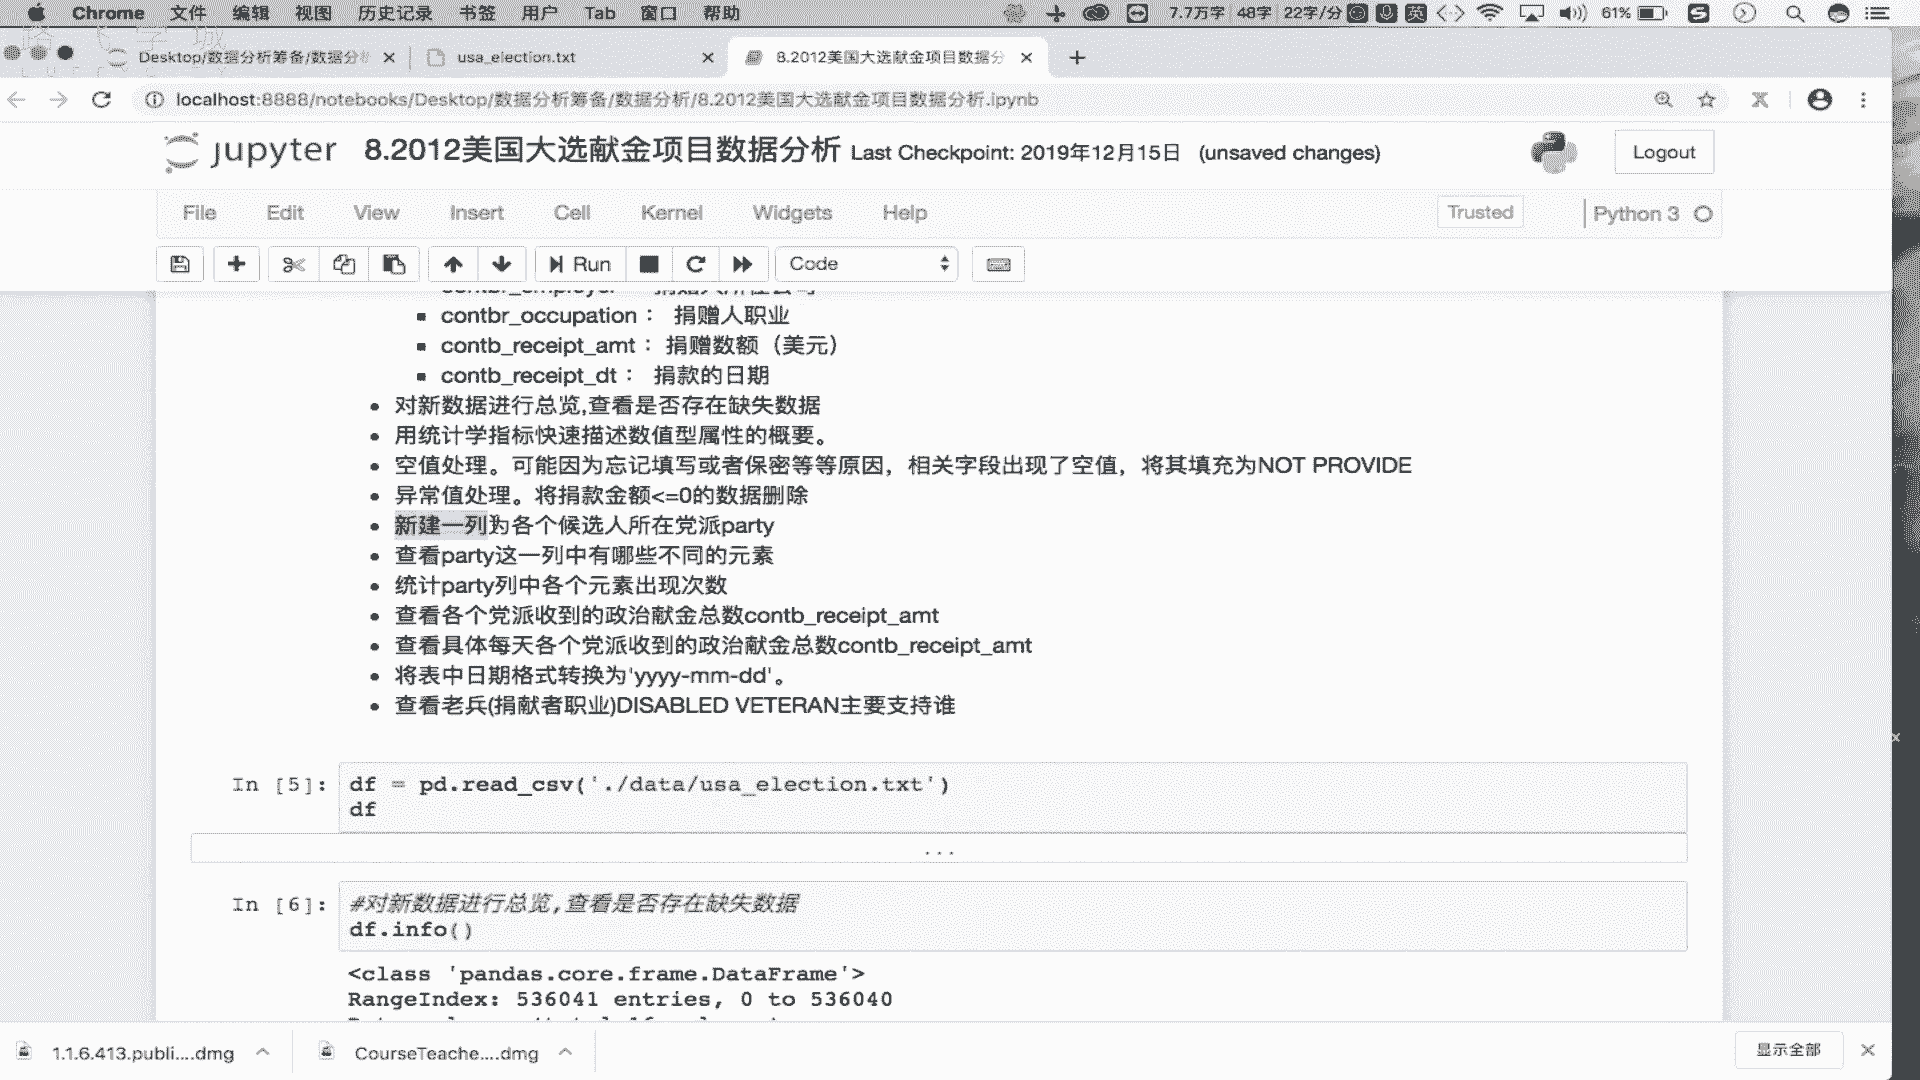 Chrome 文件 编辑 视图 历史记录 书签 用户 Tab 窗口 帮助 7.7万字 48字 22字/分 英 61%
Desktop/数据分析筹备/数据分 usa_election.txt 8.2012美国大选献金项目数据分
localhost:8888/notebooks/Desktop/数据分析筹备/数据分析/8.2012美国大选献金项目数据分析.ipynb
jupyter 8.2012美国大选献金项目数据分析 Last Checkpoint: 2019年12月15日 (unsaved changes) Logout
File Edit View Insert Cell Kernel Widgets Help Trusted Python 3
Run Code
contbr_occupation： 捐赠人职业
contb_receipt_amt：捐赠数额（美元）
contb_receipt_dt： 捐款的日期
对新数据进行总览,查看是否存在缺失数据
用统计学指标快速描述数值型属性的概要。
空值处理。可能因为忘记填写或者保密等等原因，相关字段出现了空值，将其填充为NOT PROVIDE
异常值处理。将捐款金额<=0的数据删除
新建一列为各个候选人所在党派party
查看party这一列中有哪些不同的元素
统计party列中各个元素出现次数
查看各个党派收到的政治献金总数contb_receipt_amt
查看具体每天各个党派收到的政治献金总数contb_receipt_amt
将表中日期格式转换为'yyyy-mm-dd'。
查看老兵(捐献者职业)DISABLED VETERAN主要支持谁
In [5]: df = pd.read_csv('./data/usa_election.txt')
df
...
In [6]: #对新数据进行总览,查看是否存在缺失数据
df.info()
<class 'pandas.core.frame.DataFrame'>
RangeIndex: 536041 entries, 0 to 536040
1.1.6.413.publi....dmg CourseTeache....dmg 显示全部